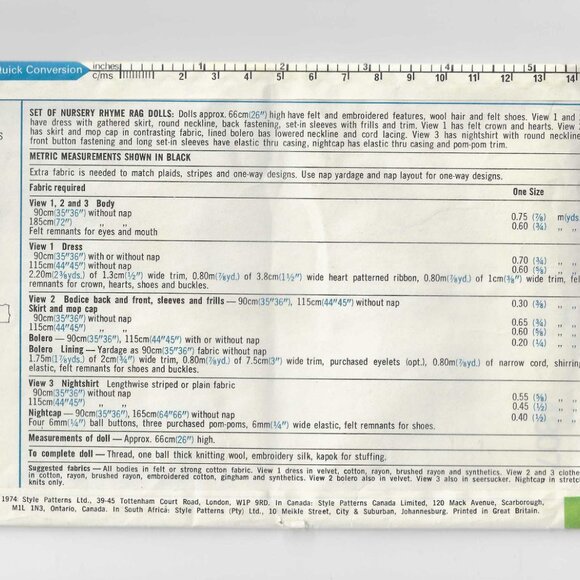 Quick Conversion inches 1 2 3 4 5
c/ms 2 3 4 5 6 7 8 9 10 11 12 13 14
SET OF NURSERY RHYME RAG DOLLS: Dolls approx. 66cm(26") high have felt and embroidered features, wool hair and felt shoes. View 1 and
have dress with gathered skirt, round neckline, back fastening, set-in sleeves with frills and trim. View 1 has felt crown and hearts. View 2
has skirt and mop cap in contrasting fabric, lined bolero has lowered neckline and cord lacing. View 3 has nightshirt with round neckline,
front button fastening and long set-in sleeves have elastic thru casing, nightcap has elastic thru casing and pom-pom trim.
METRIC MEASUREMENTS SHOWN IN BLACK
Extra fabric is needed to match plaids, stripes and one-way designs. Use nap yardage and nap layout for one-way designs.
Fabric required One Size
View 1, 2 and 3 Body
90cm(35"36") without nap 0.75 (7/8) m(yds
185cm(72") " " 0.60 (3/4) " "
Felt remnants for eyes and mouth
View 1 Dress
90cm(35"36") with or without nap 0.70 (3/4) " "
115cm(44"45") without nap 0.60 (5/8) " "
2.20m(2 3/8yds.) of 1.3cm(1/2") wide trim, 0.80m(7/8yd.) of 3.8cm(1 1/2") wide heart patterned ribbon, 0.80m(7/8yd.) of 1cm(3/8") wide trim, felt
remnants for crown, hearts, shoes and buckles.
View 2 Bodice back and front, sleeves and frills — 90cm(35"36"), 115cm(44"45") without nap 0.30 (3/8) " "
Skirt and mop cap
90cm(35"36") without nap 0.65 (3/4) " "
115cm(44"45") " " 0.60 (5/8) " "
Bolero — 90cm(35"36"), 115cm(44"45") with or without nap 0.20 (1/4) " "
Bolero Lining — Yardage as 90cm(35"36") fabric without nap
1.75m(1 7/8yds.) of 2cm(3/4") wide trim, 0.80m(7/8yd.) of 7.5cm(3") wide trim, purchased eyelets (opt.), 0.80m(7/8yd.) of narrow cord, shirring
elastic, felt remnants for shoes and buckles.
View 3 Nightshirt Lengthwise striped or plain fabric
90cm(35"36") without nap 0.55 (5/8) " "
115cm(44"45") " " 0.45 (1/2) " "
Nightcap — 90cm(35"36"), 165cm(64"66") without nap 0.40 (1/2) " "
Four 6mm(1/4") ball buttons, three purchased pom-poms, 6mm(1/4") wide elastic, felt remnants for shoes.
Measurements of doll — Approx. 66cm(26") high.
To complete doll — Thread, one ball thick knitting wool, embroidery silk, kapok for stuffing.
Suggested fabrics — All bodies in felt or strong cotton fabric. View 1 dress in velvet, cotton, rayon, brushed rayon and synthetics. View 2 and 3 clothes
in cotton, rayon, brushed rayon, embroidered cotton, gingham and synthetics. View 2 bolero also in velvet. View 3 also in seersucker. Nightcap in stretch
knits only.
1974: Style Patterns Ltd., 39-45 Tottenham Court Road, London, W1P 9RD. In Canada: Style Patterns Canada Limited, 120 Mack Avenue, Scarborough,
M1L 1N3, Ontario, Canada. In South Africa: Style Patterns (Pty) Ltd., 10 Meikle Street, City & Suburban, Johannesburg. Printed in Great Britain.